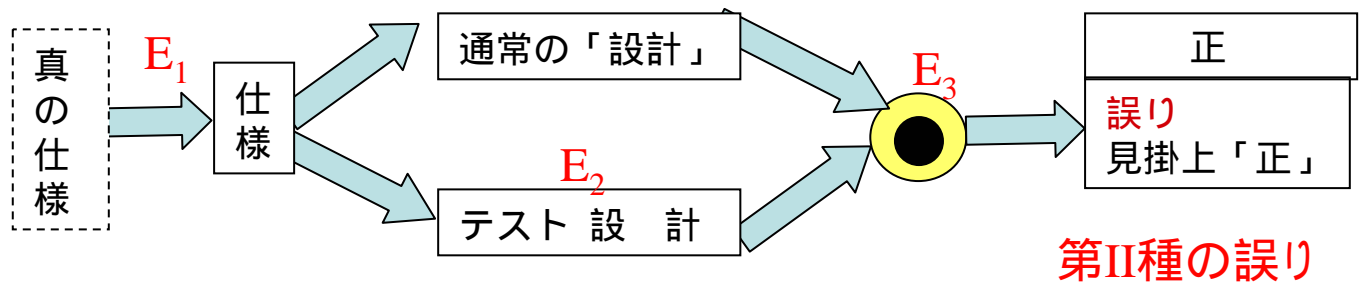 真の仕様
E1
仕様
通常の「設計」
E2
テスト 設 計
E3
正
誤り
見掛上「正」
第II種の誤り